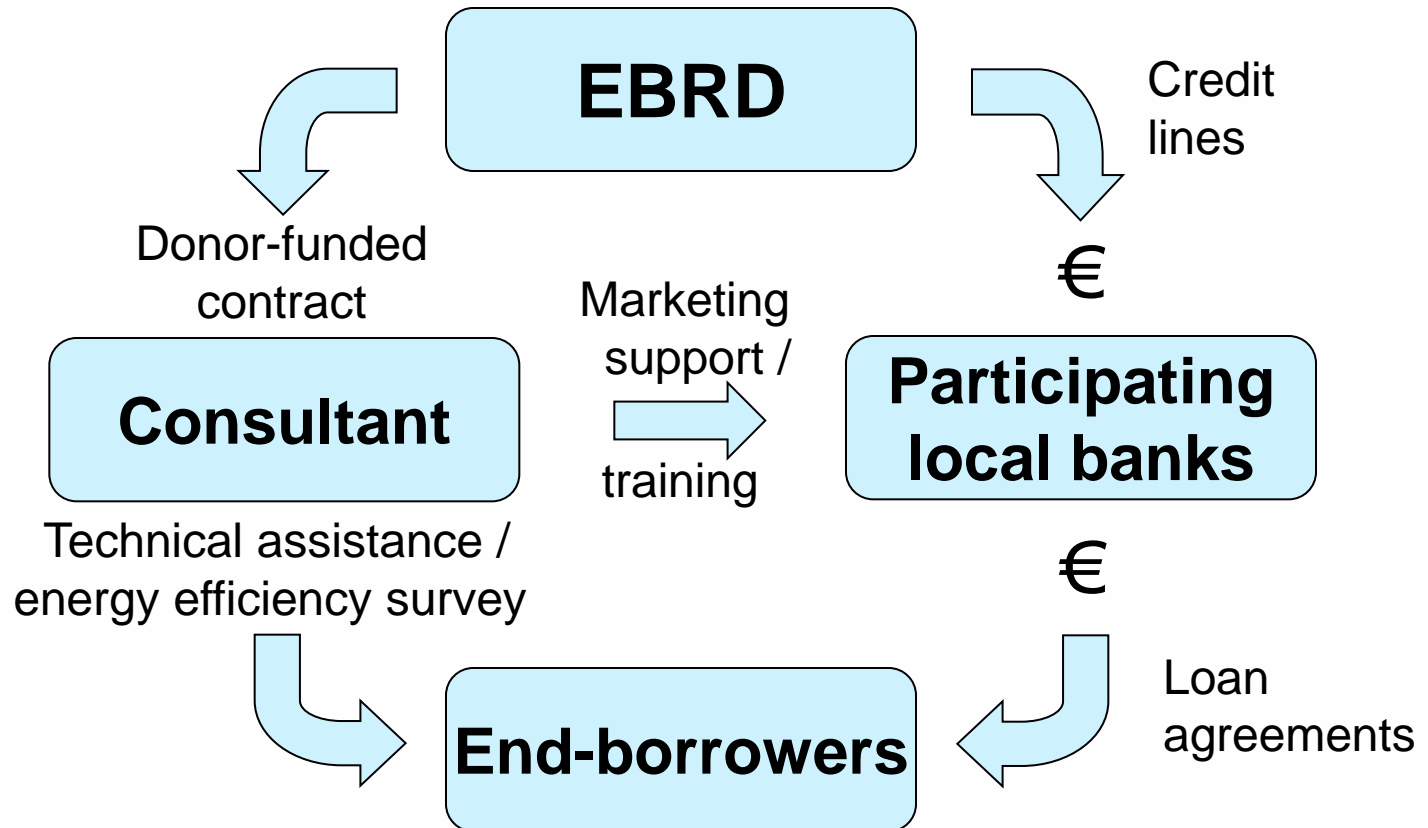 EBRD
Credit
lines
Donor-funded
contract
€
Marketing
support /
training
Consultant
Participating
local banks
Technical assistance /
energy efficiency survey
€
Loan
agreements
End-borrowers